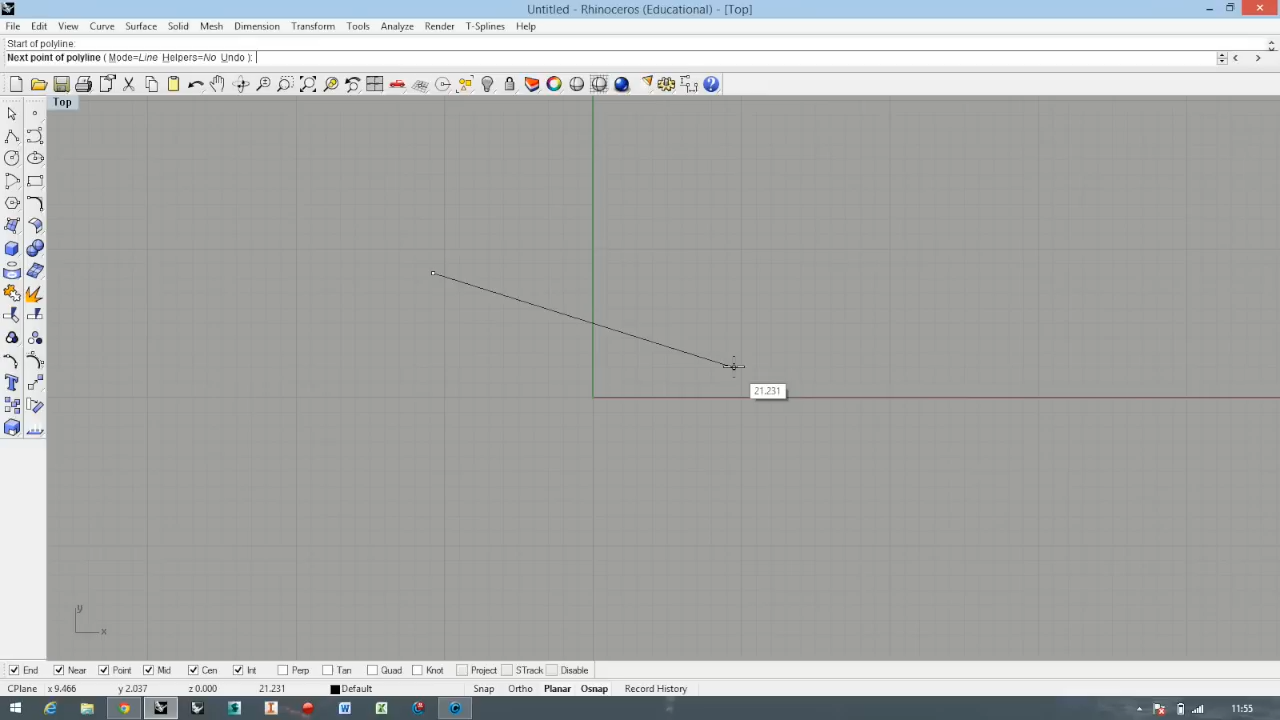 Untitled - Rhinoceros (Educational) - [Top]
File Edit View Curve Surface Solid Mesh Dimension Transform Tools Analyze Render T-Splines Help
Start of polyline:
Next point of polyline ( Mode=Line Helpers=No Undo ):
Top
21.231
y
x
End Near Point Mid Cen Int Perp Tan Quad Knot Project STrack Disable
CPlane x 9.466 y 2.037 z 0.000 21.231 Default Snap Ortho Planar Osnap Record History
11:55